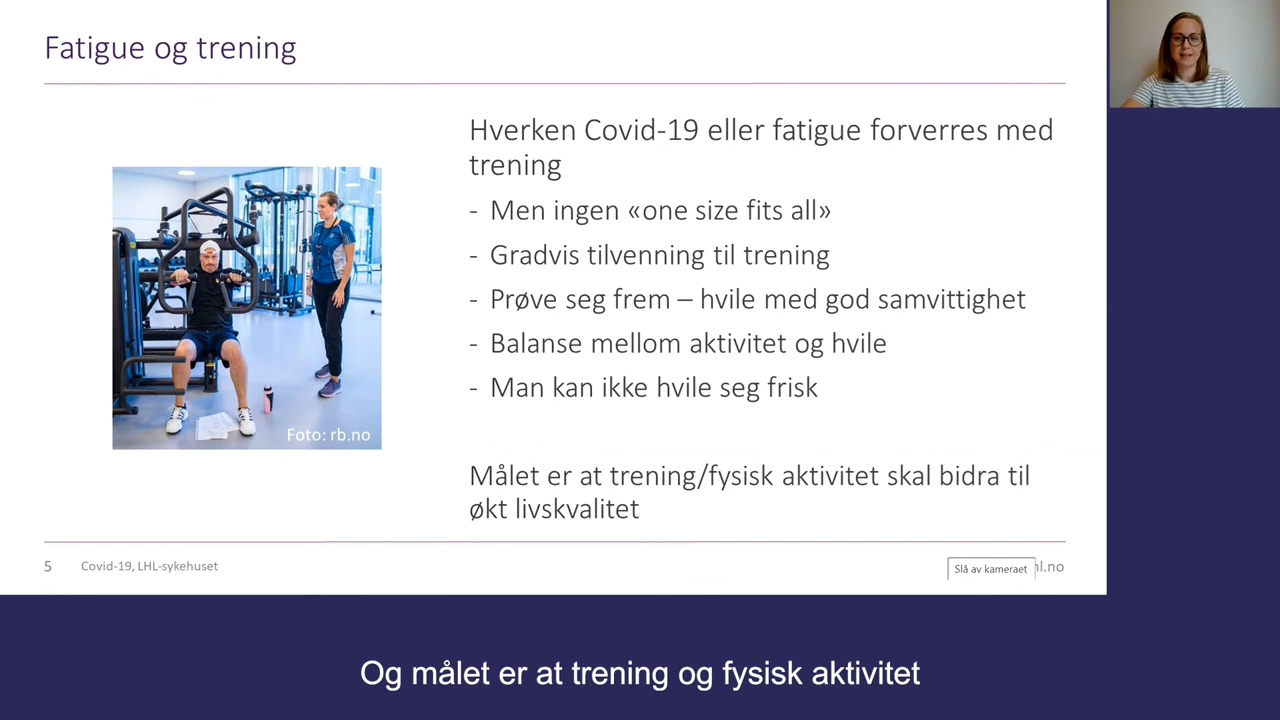 Fatigue og trening
Hverken Covid-19 eller fatigue forverres med
trening
- Men ingen «one size fits all»
- Gradvis tilvenning til trening
- Prøve seg frem – hvile med god samvittighet
- Balanse mellom aktivitet og hvile
- Man kan ikke hvile seg frisk
Foto: rb.no
Målet er at trening/fysisk aktivitet skal bidra til
økt livskvalitet
5 Covid-19, LHL-sykehuset
Slå av kameraet
hl.no
Og målet er at trening og fysisk aktivitet